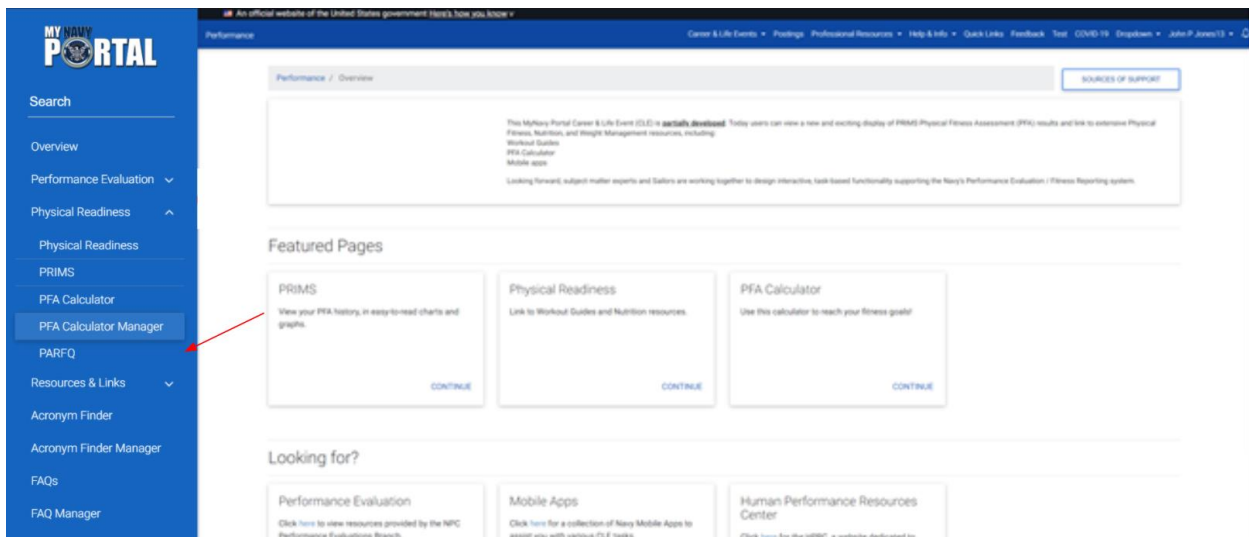 An official website of the United States government Here's how you know
MY NAVY
PORTAL
Performance
Career & Life Events
Postings
Professional Resources
Help & Info
Quick Links
Feedback
Test
COVID-19
Dropdown
John P Jones13
Search
Overview
Performance Evaluation
Physical Readiness
Physical Readiness
PRIMS
PFA Calculator
PFA Calculator Manager
PARFQ
Resources & Links
Acronym Finder
Acronym Finder Manager
FAQs
FAQ Manager
Performance / Overview
SOURCES OF SUPPORT
This MyNavy Portal Career & Life Event (CLE) is partially developed. Today users can view a new and exciting display of PRIMS Physical Fitness Assessment (PFA) results and link to extensive Physical
Fitness, Nutrition, and Weight Management resources, including:
Workout Guides
PFA Calculator
Mobile apps
Looking forward, subject matter experts and Sailors are working together to design interactive, task-based functionality supporting the Navy's Performance Evaluation / Fitness Reporting system.
Featured Pages
PRIMS
View your PFA history, in easy-to-read charts and
graphs.
CONTINUE
Physical Readiness
Link to Workout Guides and Nutrition resources.
CONTINUE
PFA Calculator
Use this calculator to reach your fitness goals!
CONTINUE
Looking for?
Performance Evaluation
Click here to view resources provided by the NPC
Performance Evaluations Branch.
Mobile Apps
Click here for a collection of Navy Mobile Apps to
assist you with various CLE tasks.
Human Performance Resources
Center
Click here for the HPRC, a website dedicated to